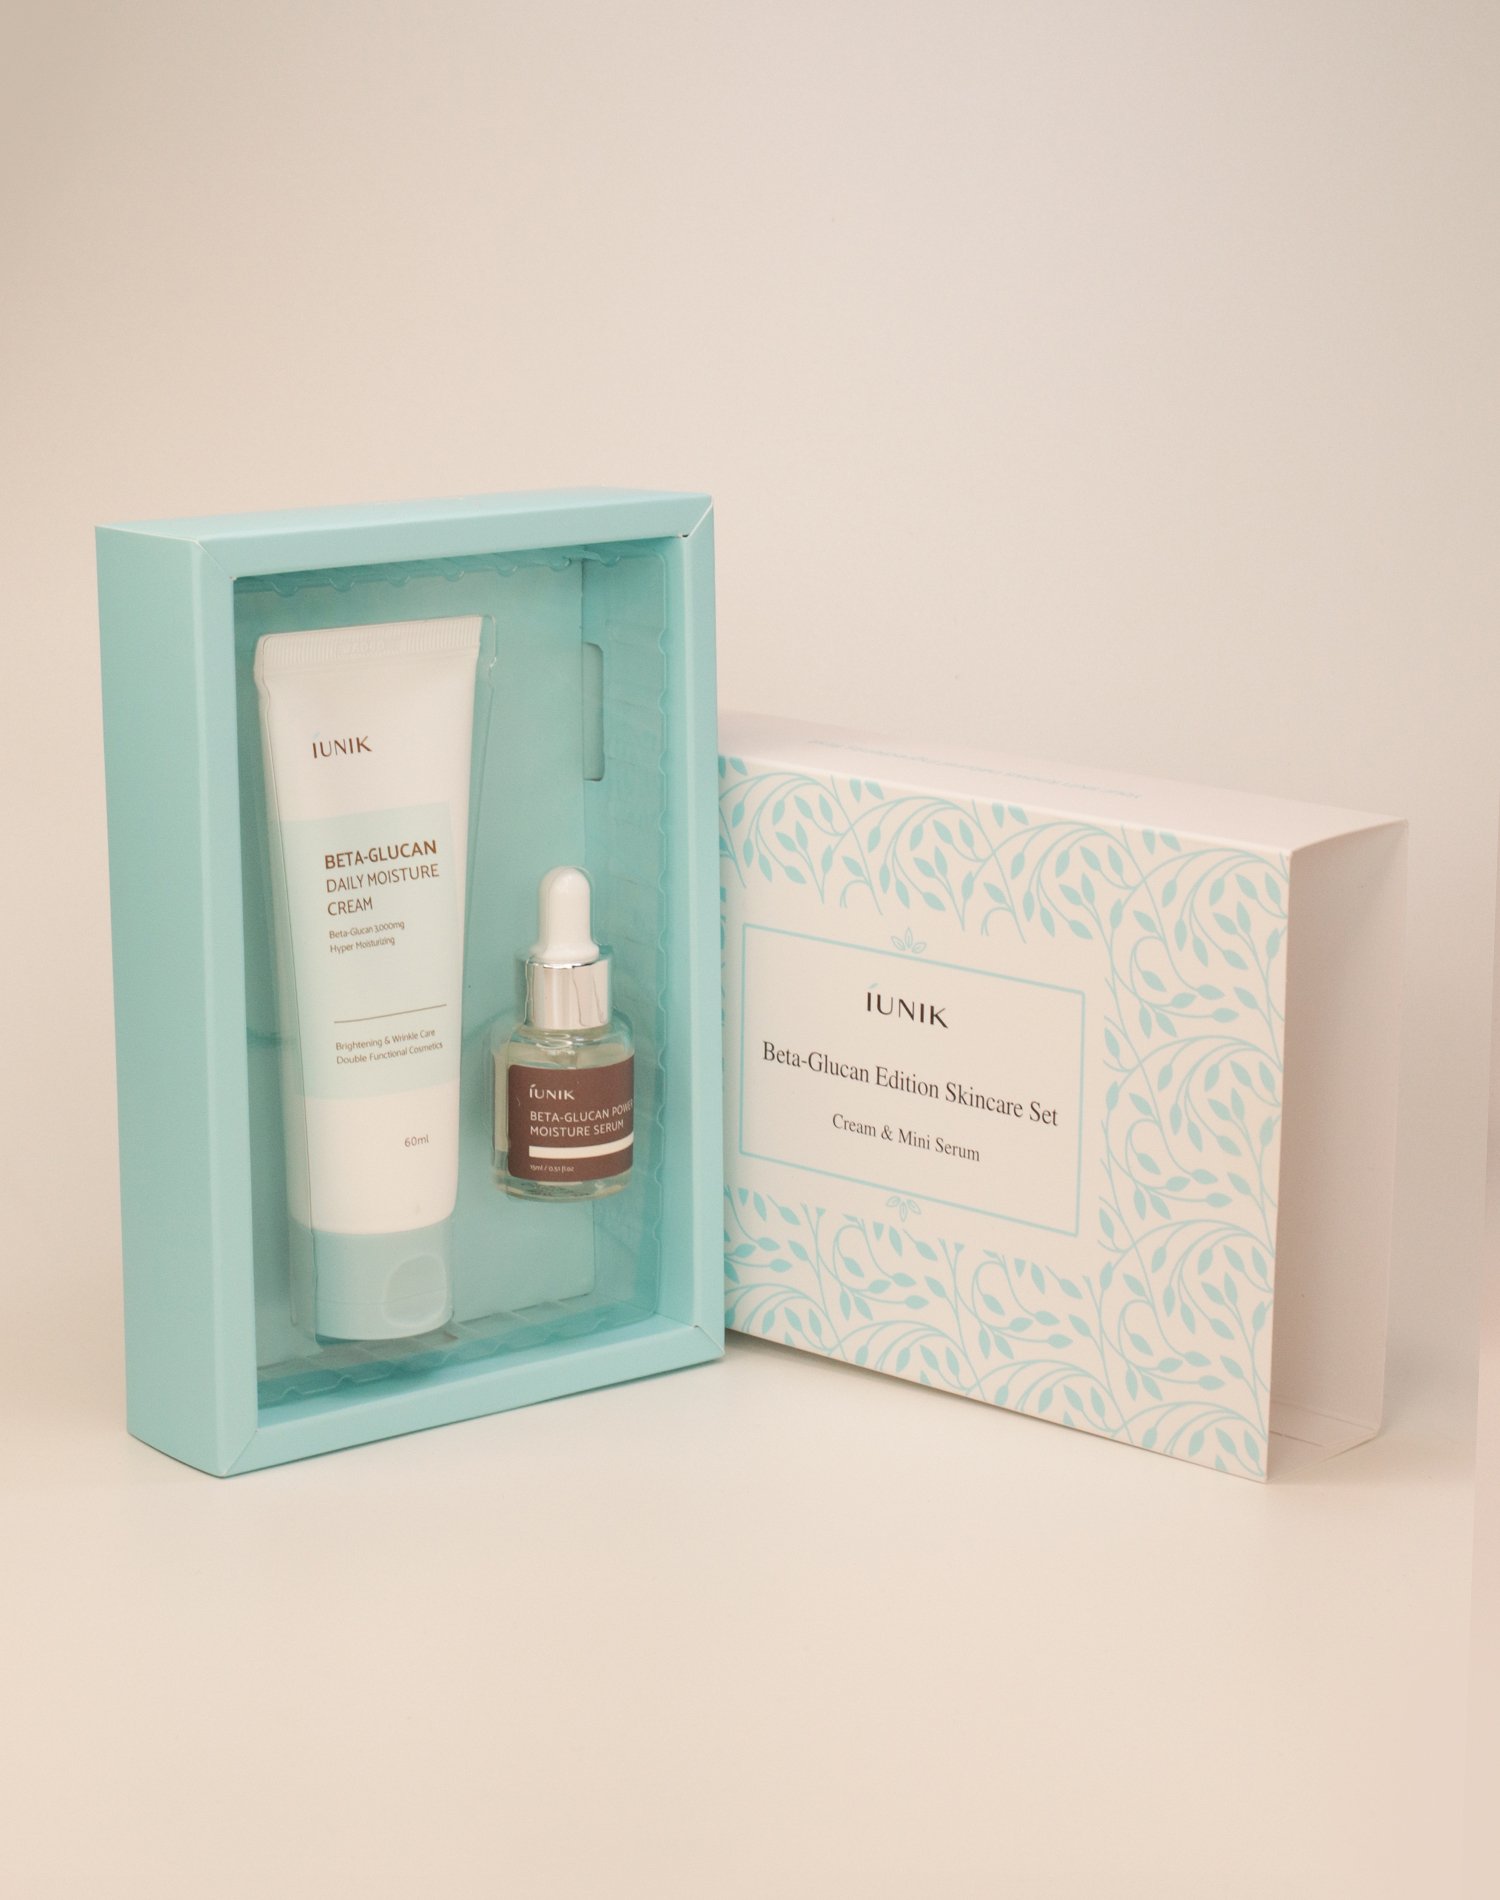 IUNIK
BETA-GLUCAN
DAILY MOISTURE
CREAM
Beta-Glucan 3,000mg
Hyper Moisturizing
Brightening & Wrinkle Care
Double Functional Cosmetics
60ml
IUNIK
BETA-GLUCAN POWER
MOISTURE SERUM
15ml / 0.51 fl.oz
IUNIK
Beta-Glucan Edition Skincare Set
Cream & Mini Serum